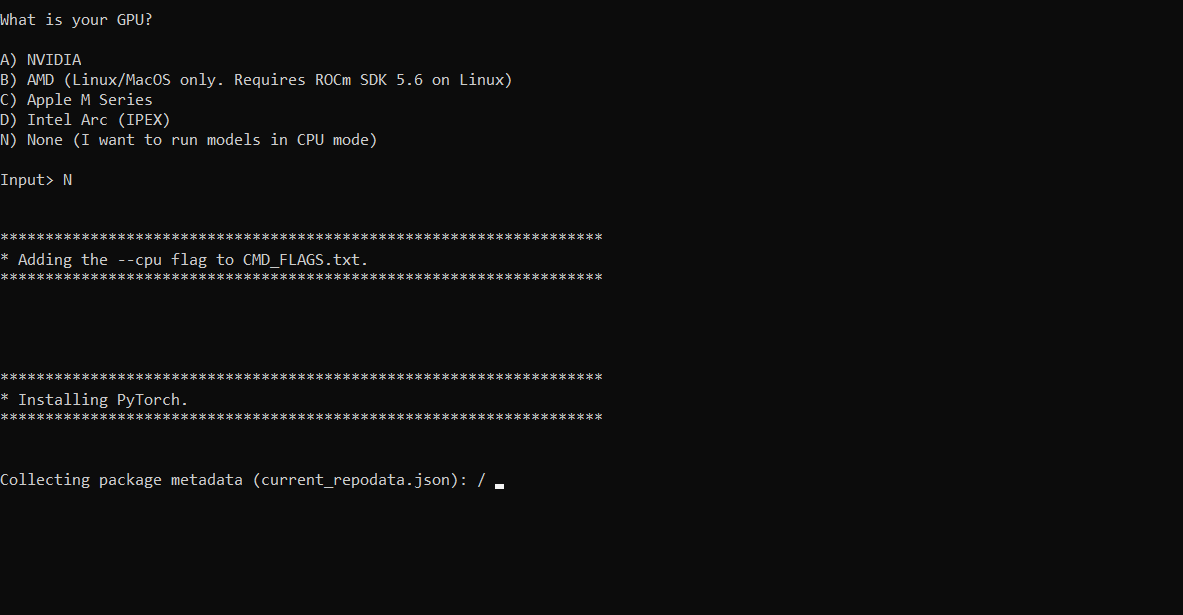 What is your GPU?
A) NVIDIA
B) AMD (Linux/MacOS only. Requires ROCm SDK 5.6 on Linux)
C) Apple M Series
D) Intel Arc (IPEX)
N) None (I want to run models in CPU mode)
Input> N
*******************************************************************
* Adding the --cpu flag to CMD_FLAGS.txt.
*******************************************************************
*******************************************************************
* Installing PyTorch.
*******************************************************************
Collecting package metadata (current_repodata.json): / _